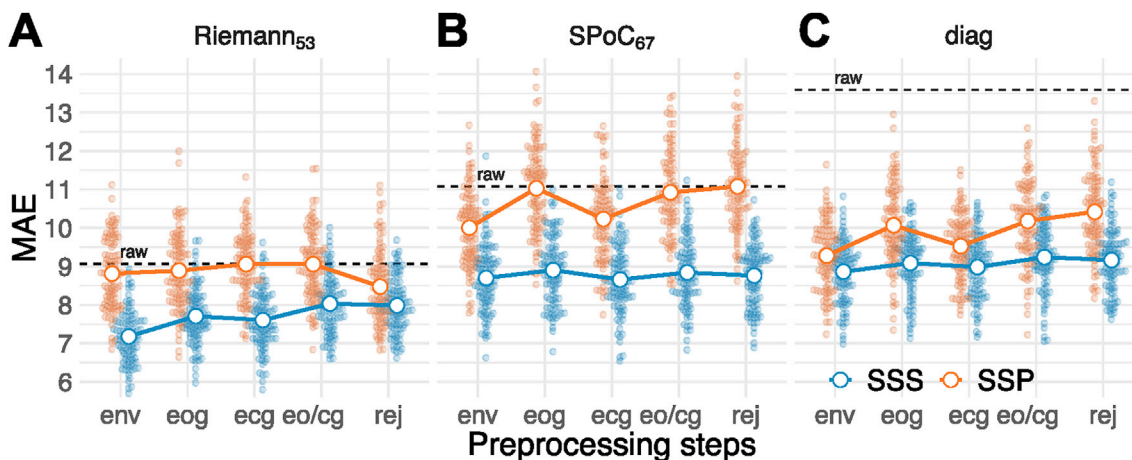 A
Riemann53
B
SPoC67
C
diag
MAE
14
13
12
11
10
9
8
7
6
raw
raw
raw
env eog ecg eo/cg rej
env eog ecg eo/cg rej
env eog ecg eo/cg rej
SSS SSP
Preprocessing steps